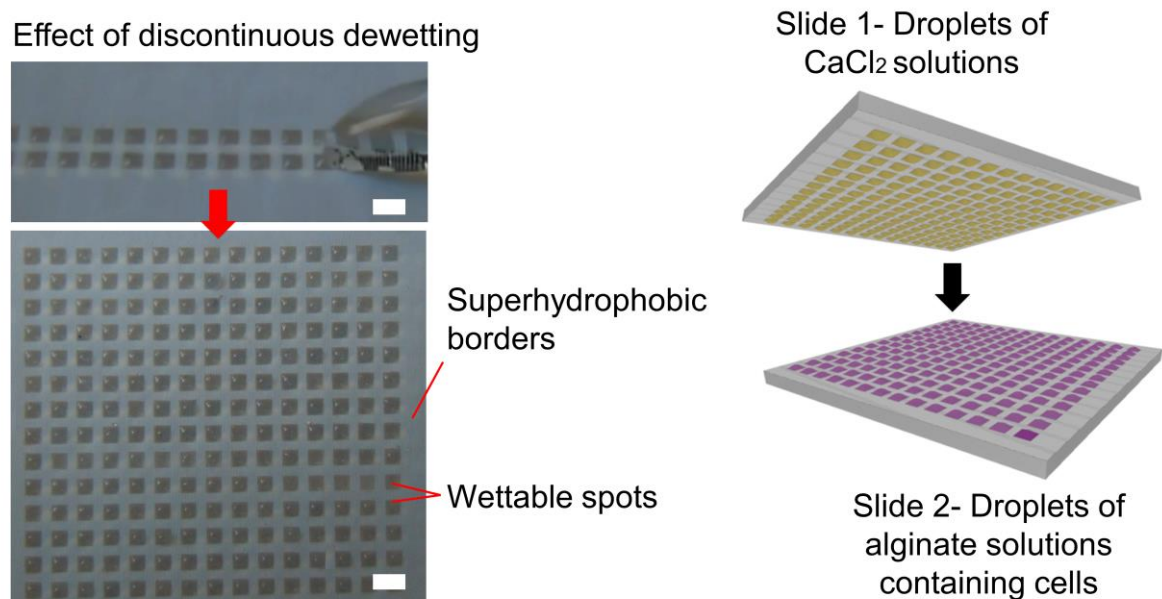 Effect of discontinuous dewetting
Superhydrophobic
borders
Wettable spots
Slide 1- Droplets of
CaCl₂ solutions
Slide 2- Droplets of
alginate solutions
containing cells